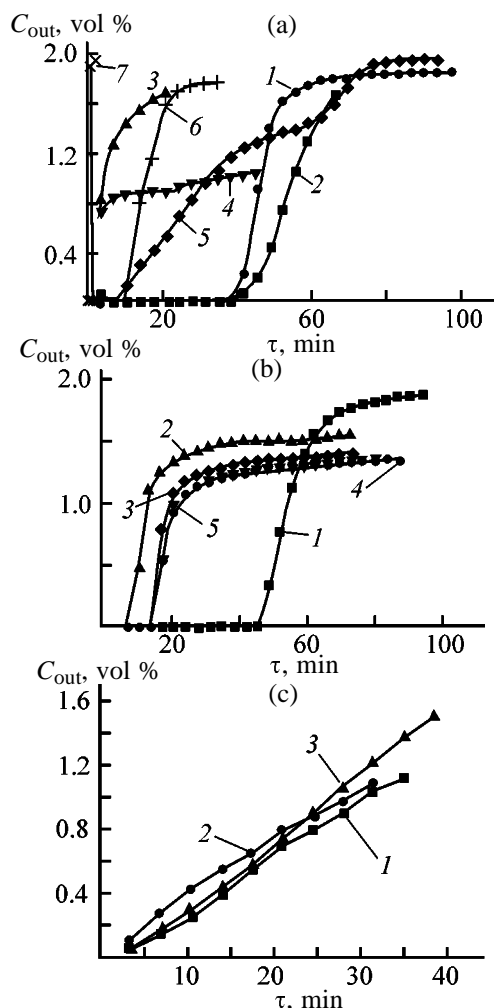 C_out, vol % (a)
2.0
1.2
0.4
7
3
6
4
5
1
2
20 60 100
τ, min
C_out, vol % (b)
2.0
1.0
2
3
5
1
4
20 60 100
τ, min
C_out, vol % (c)
1.6
1.2
0.8
0.4
3
2
1
10 20 30 40
τ, min